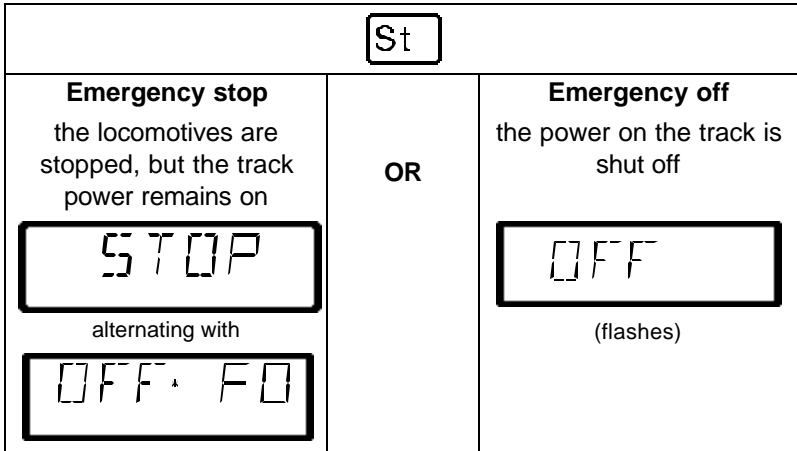 St
Emergency stop
the locomotives are
stopped, but the track
power remains on
STOP
alternating with
OFF F0
OR
Emergency off
the power on the track is
shut off
OFF
(flashes)